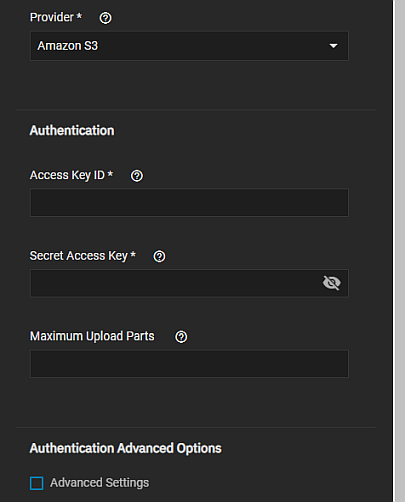 Provider *
Amazon S3
Authentication
Access Key ID *
Secret Access Key *
Maximum Upload Parts
Authentication Advanced Options
Advanced Settings